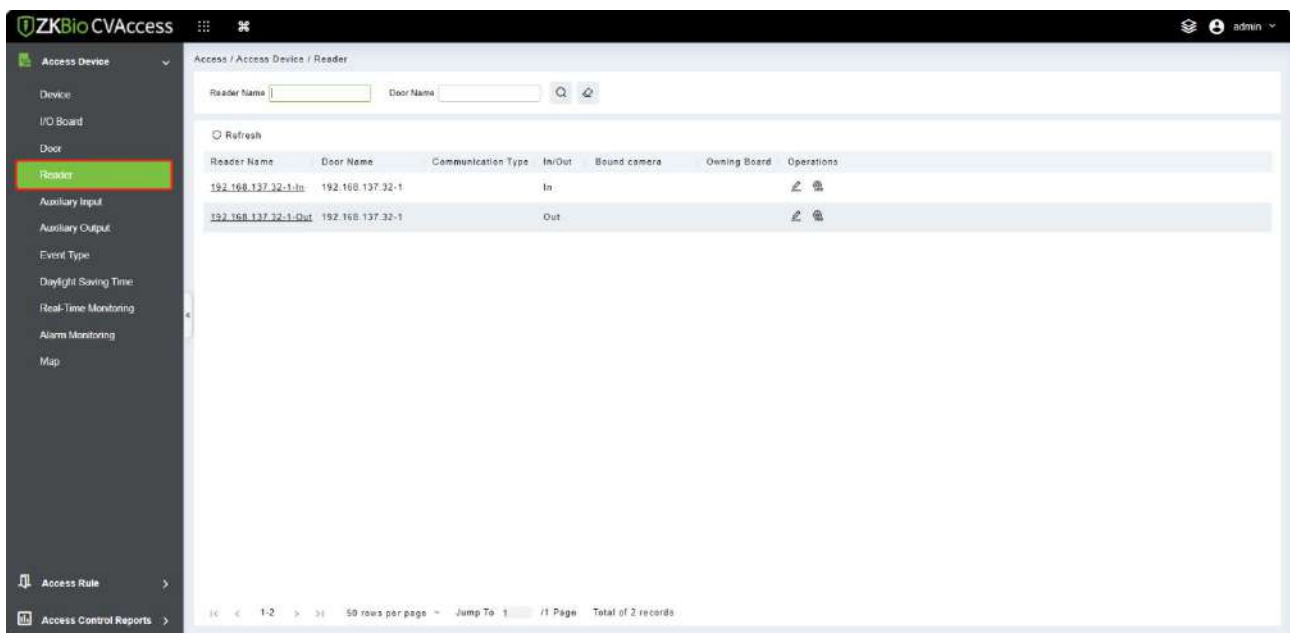 ZKBio CVAccess
admin
Access Device
Device
I/O Board
Door
Reader
Auxiliary Input
Auxiliary Output
Event Type
Daylight Saving Time
Real-Time Monitoring
Alarm Monitoring
Map
Access Rule
Access Control Reports
Access / Access Device / Reader
Reader Name Door Name
Refresh
Reader Name Door Name Communication Type In/Out Bound camera Owning Board Operations
192.168.137.32-1-In 192.168.137.32-1 In
192.168.137.32-1-Out 192.168.137.32-1 Out
1-2 50 rows per page Jump To 1 /1 Page Total of 2 records